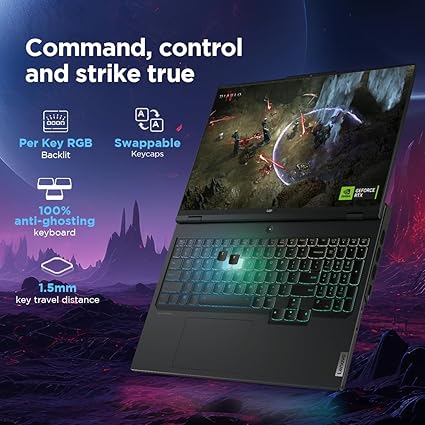 Command, control
and strike true
Per Key RGB
Backlit
Swappable
Keycaps
100%
anti-ghosting
keyboard
1.5mm
key travel distance
DIABLO
GEFORCE
RTX
Lenovo